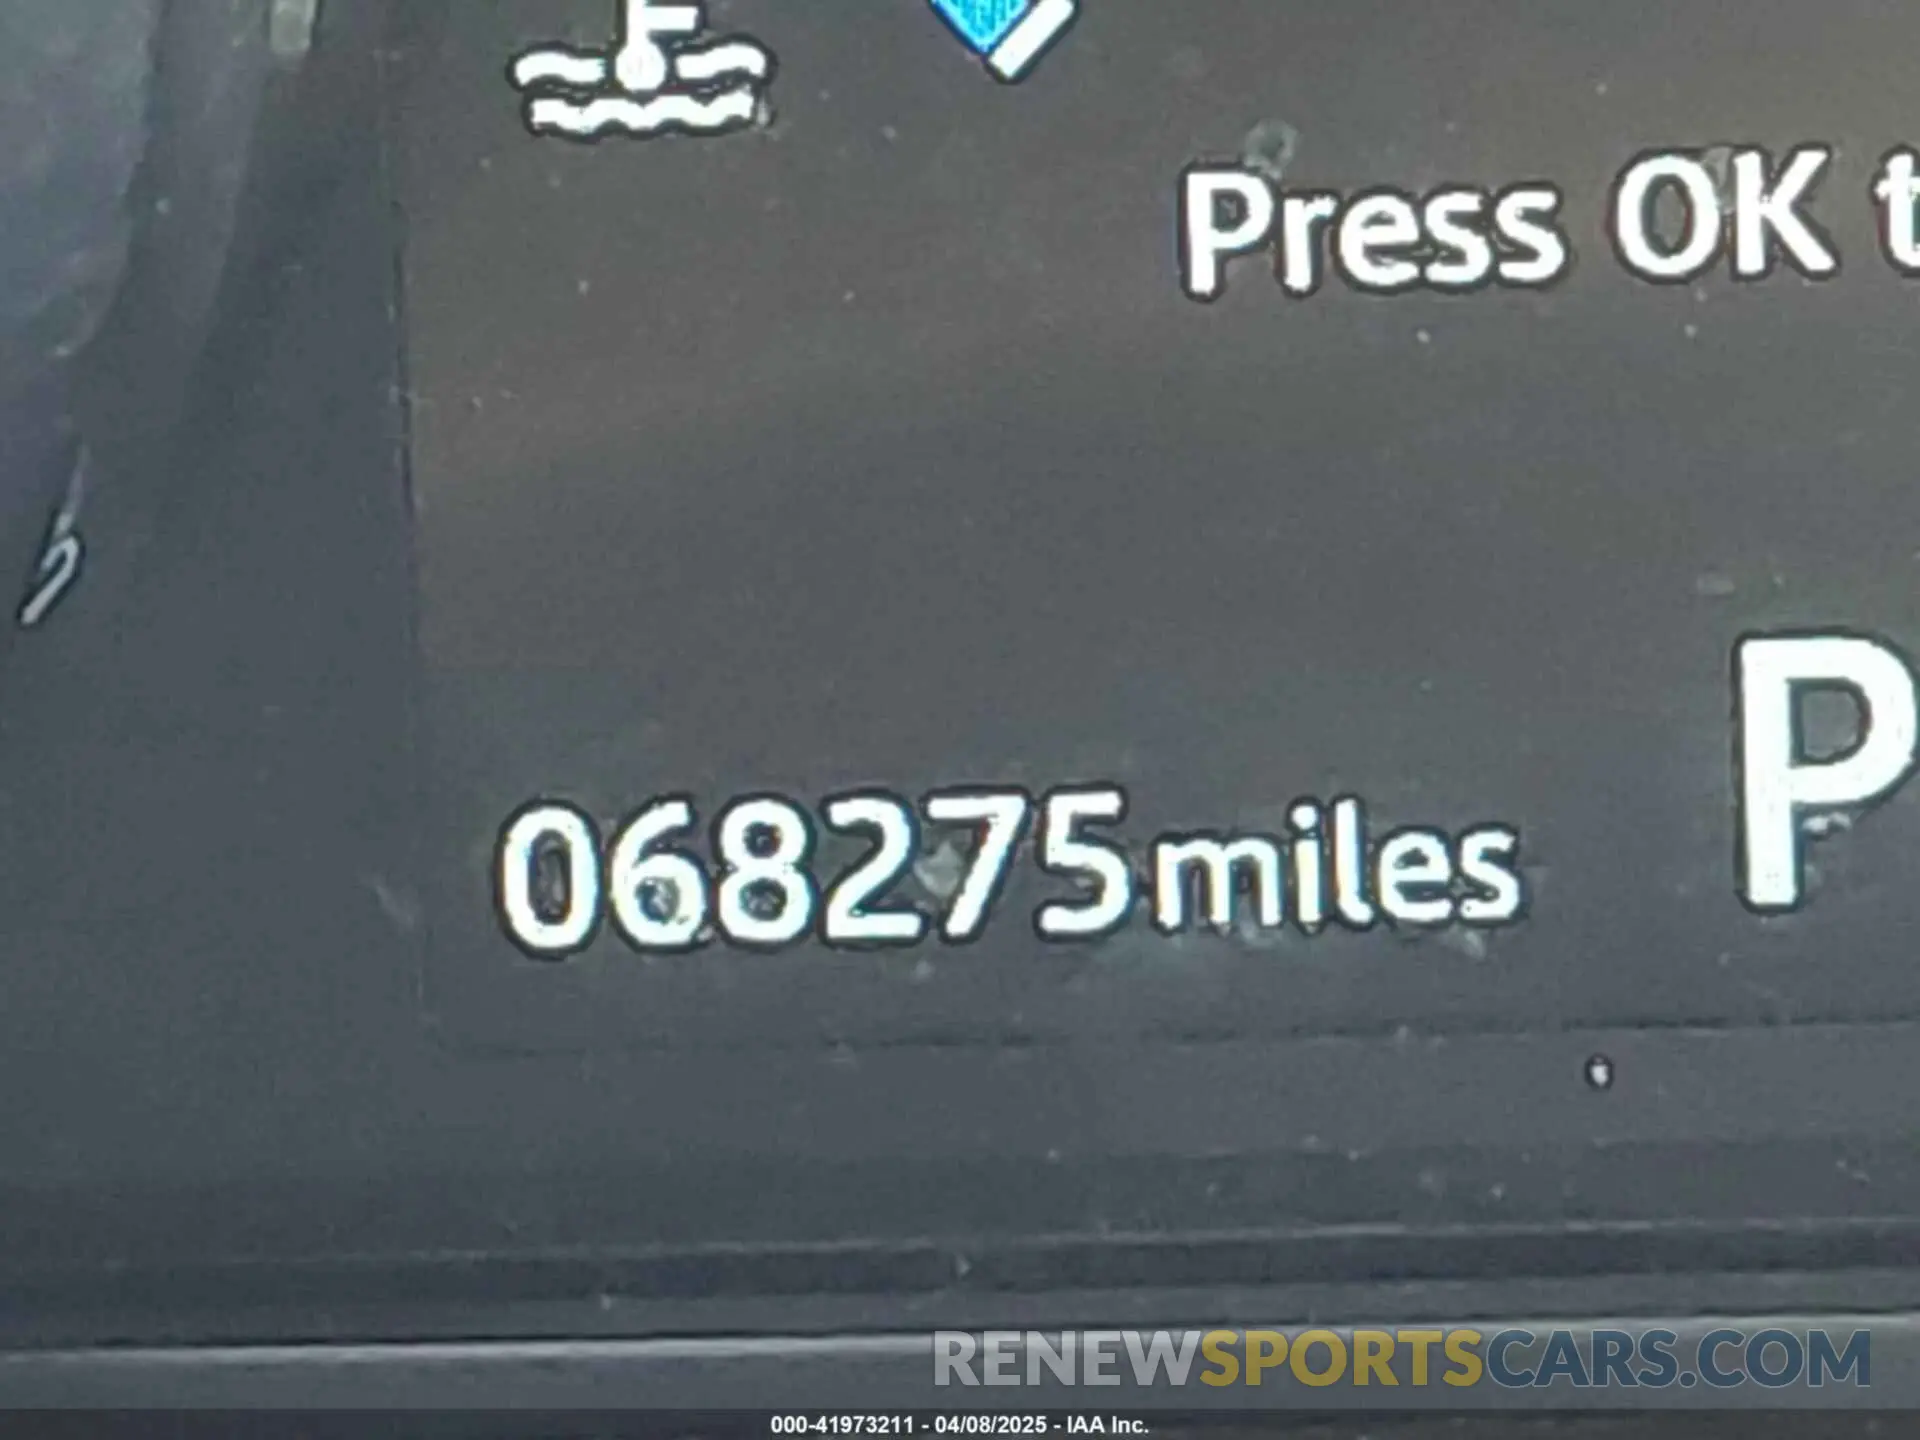 Press OK t
P
068275 miles
RENEWSPORTSCARS.COM
000-41973211 - 04/08/2025 - IAA Inc.